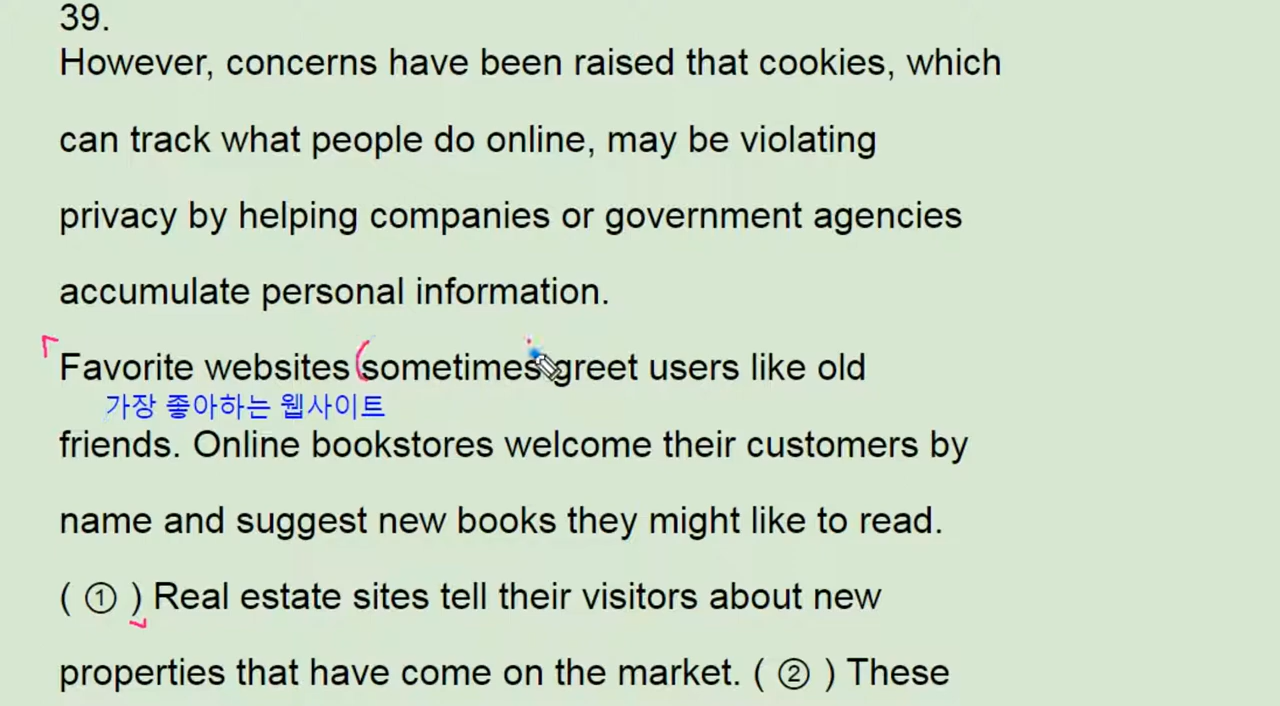 39.
However, concerns have been raised that cookies, which
can track what people do online, may be violating
privacy by helping companies or government agencies
accumulate personal information.
Favorite websites (sometimes greet users like old
가장 좋아하는 웹사이트
friends. Online bookstores welcome their customers by
name and suggest new books they might like to read.
( ① ) Real estate sites tell their visitors about new
properties that have come on the market. ( ② ) These